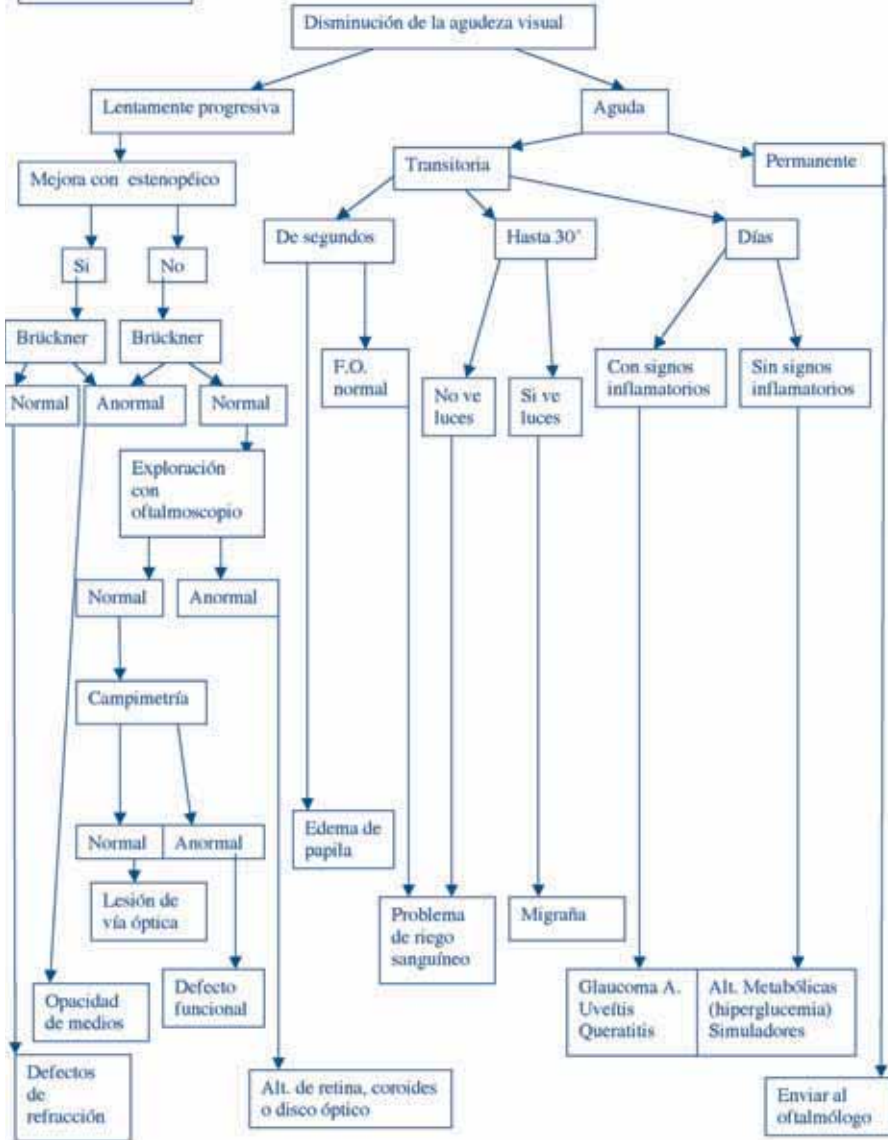 Disminución de la agudeza visual
Lentamente progresiva
Aguda
Transitoria
Permanente
Mejora con estenopéico
De segundos
Hasta 30´
Días
Si
No
Brückner
Brückner
F.O.
normal
Con signos
inflamatorios
Sin signos
inflamatorios
Normal
Anormal
Normal
No ve
luces
Si ve
luces
Exploración
con
oftalmoscopio
Normal
Anormal
Campimetría
Normal
Anormal
Edema de
papila
Lesión de
vía óptica
Problema
de riego
sanguíneo
Migraña
Opacidad
de medios
Defecto
funcional
Glaucoma A.
Uveítis
Queratitis
Alt. Metabólicas
(hiperglucemia)
Simuladores
Defectos
de
refracción
Alt. de retina, coroides
o disco óptico
Enviar al
oftalmólogo